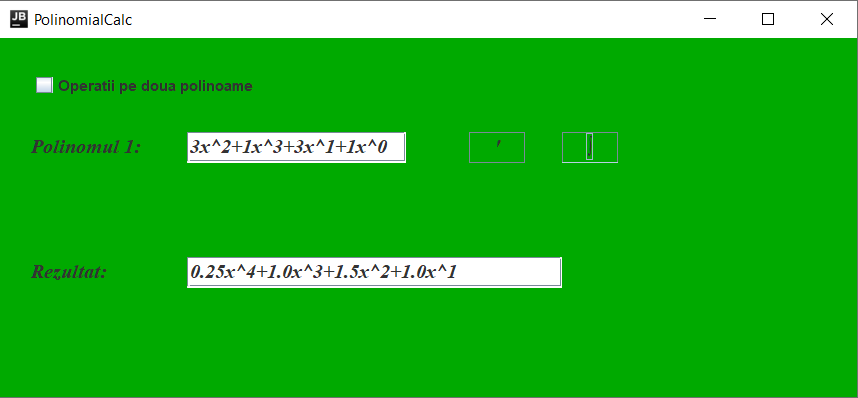 JB PolinomialCalc
Operatii pe doua polinoame
Polinomul 1: 3x^2+1x^3+3x^1+1x^0 ' ∫
Rezultat: 0.25x^4+1.0x^3+1.5x^2+1.0x^1